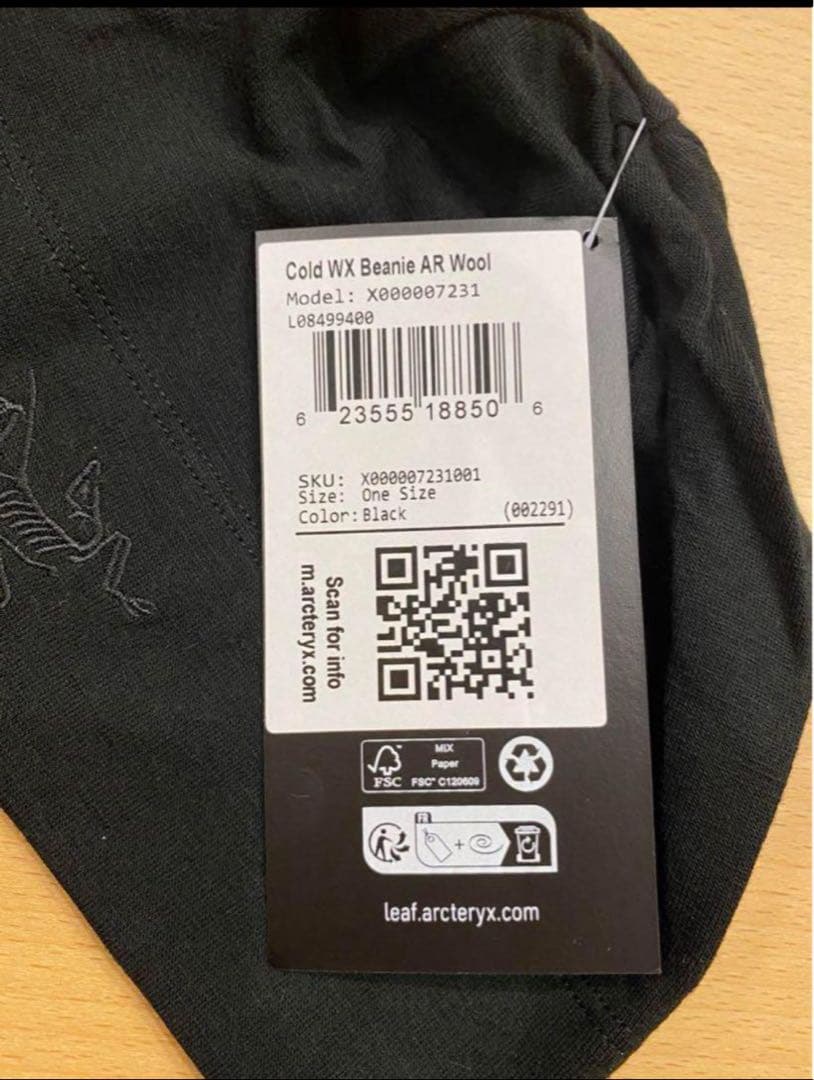 Cold WX Beanie AR Wool
Model: X000007231
L08499400
6 23555 18850 6
SKU: X000007231001
Size: One Size
Color: Black (002291)
Scan for info
m.arcteryx.com
FSC
MIX
Paper
FSC® C120609
FR
+
leaf.arcteryx.com